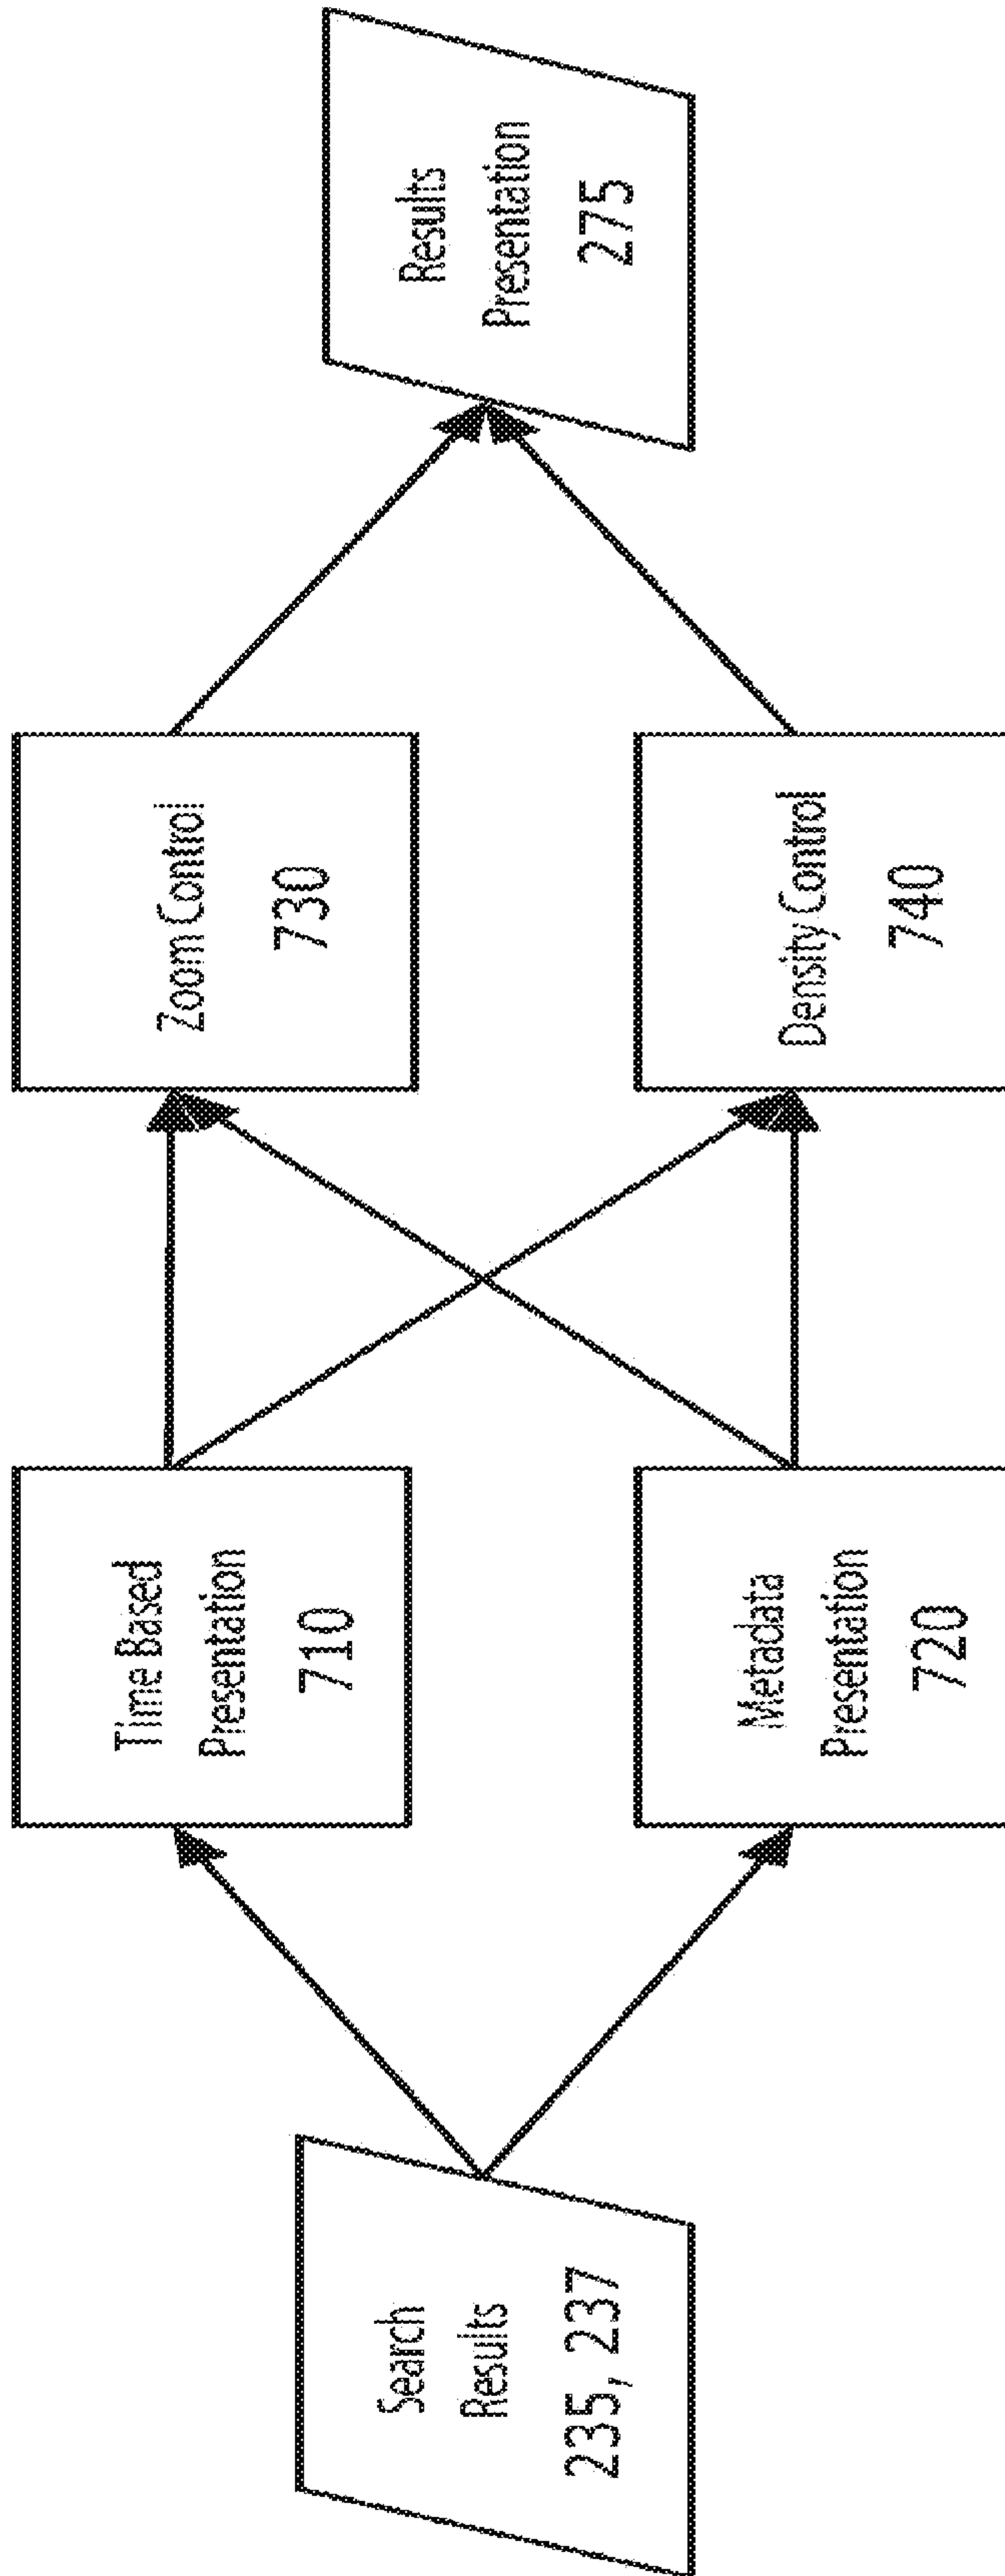 Search
Results
235, 237
Time Based
Presentation
710
Metadata
Presentation
720
Zoom Control
730
Density Control
740
Results
Presentation
275